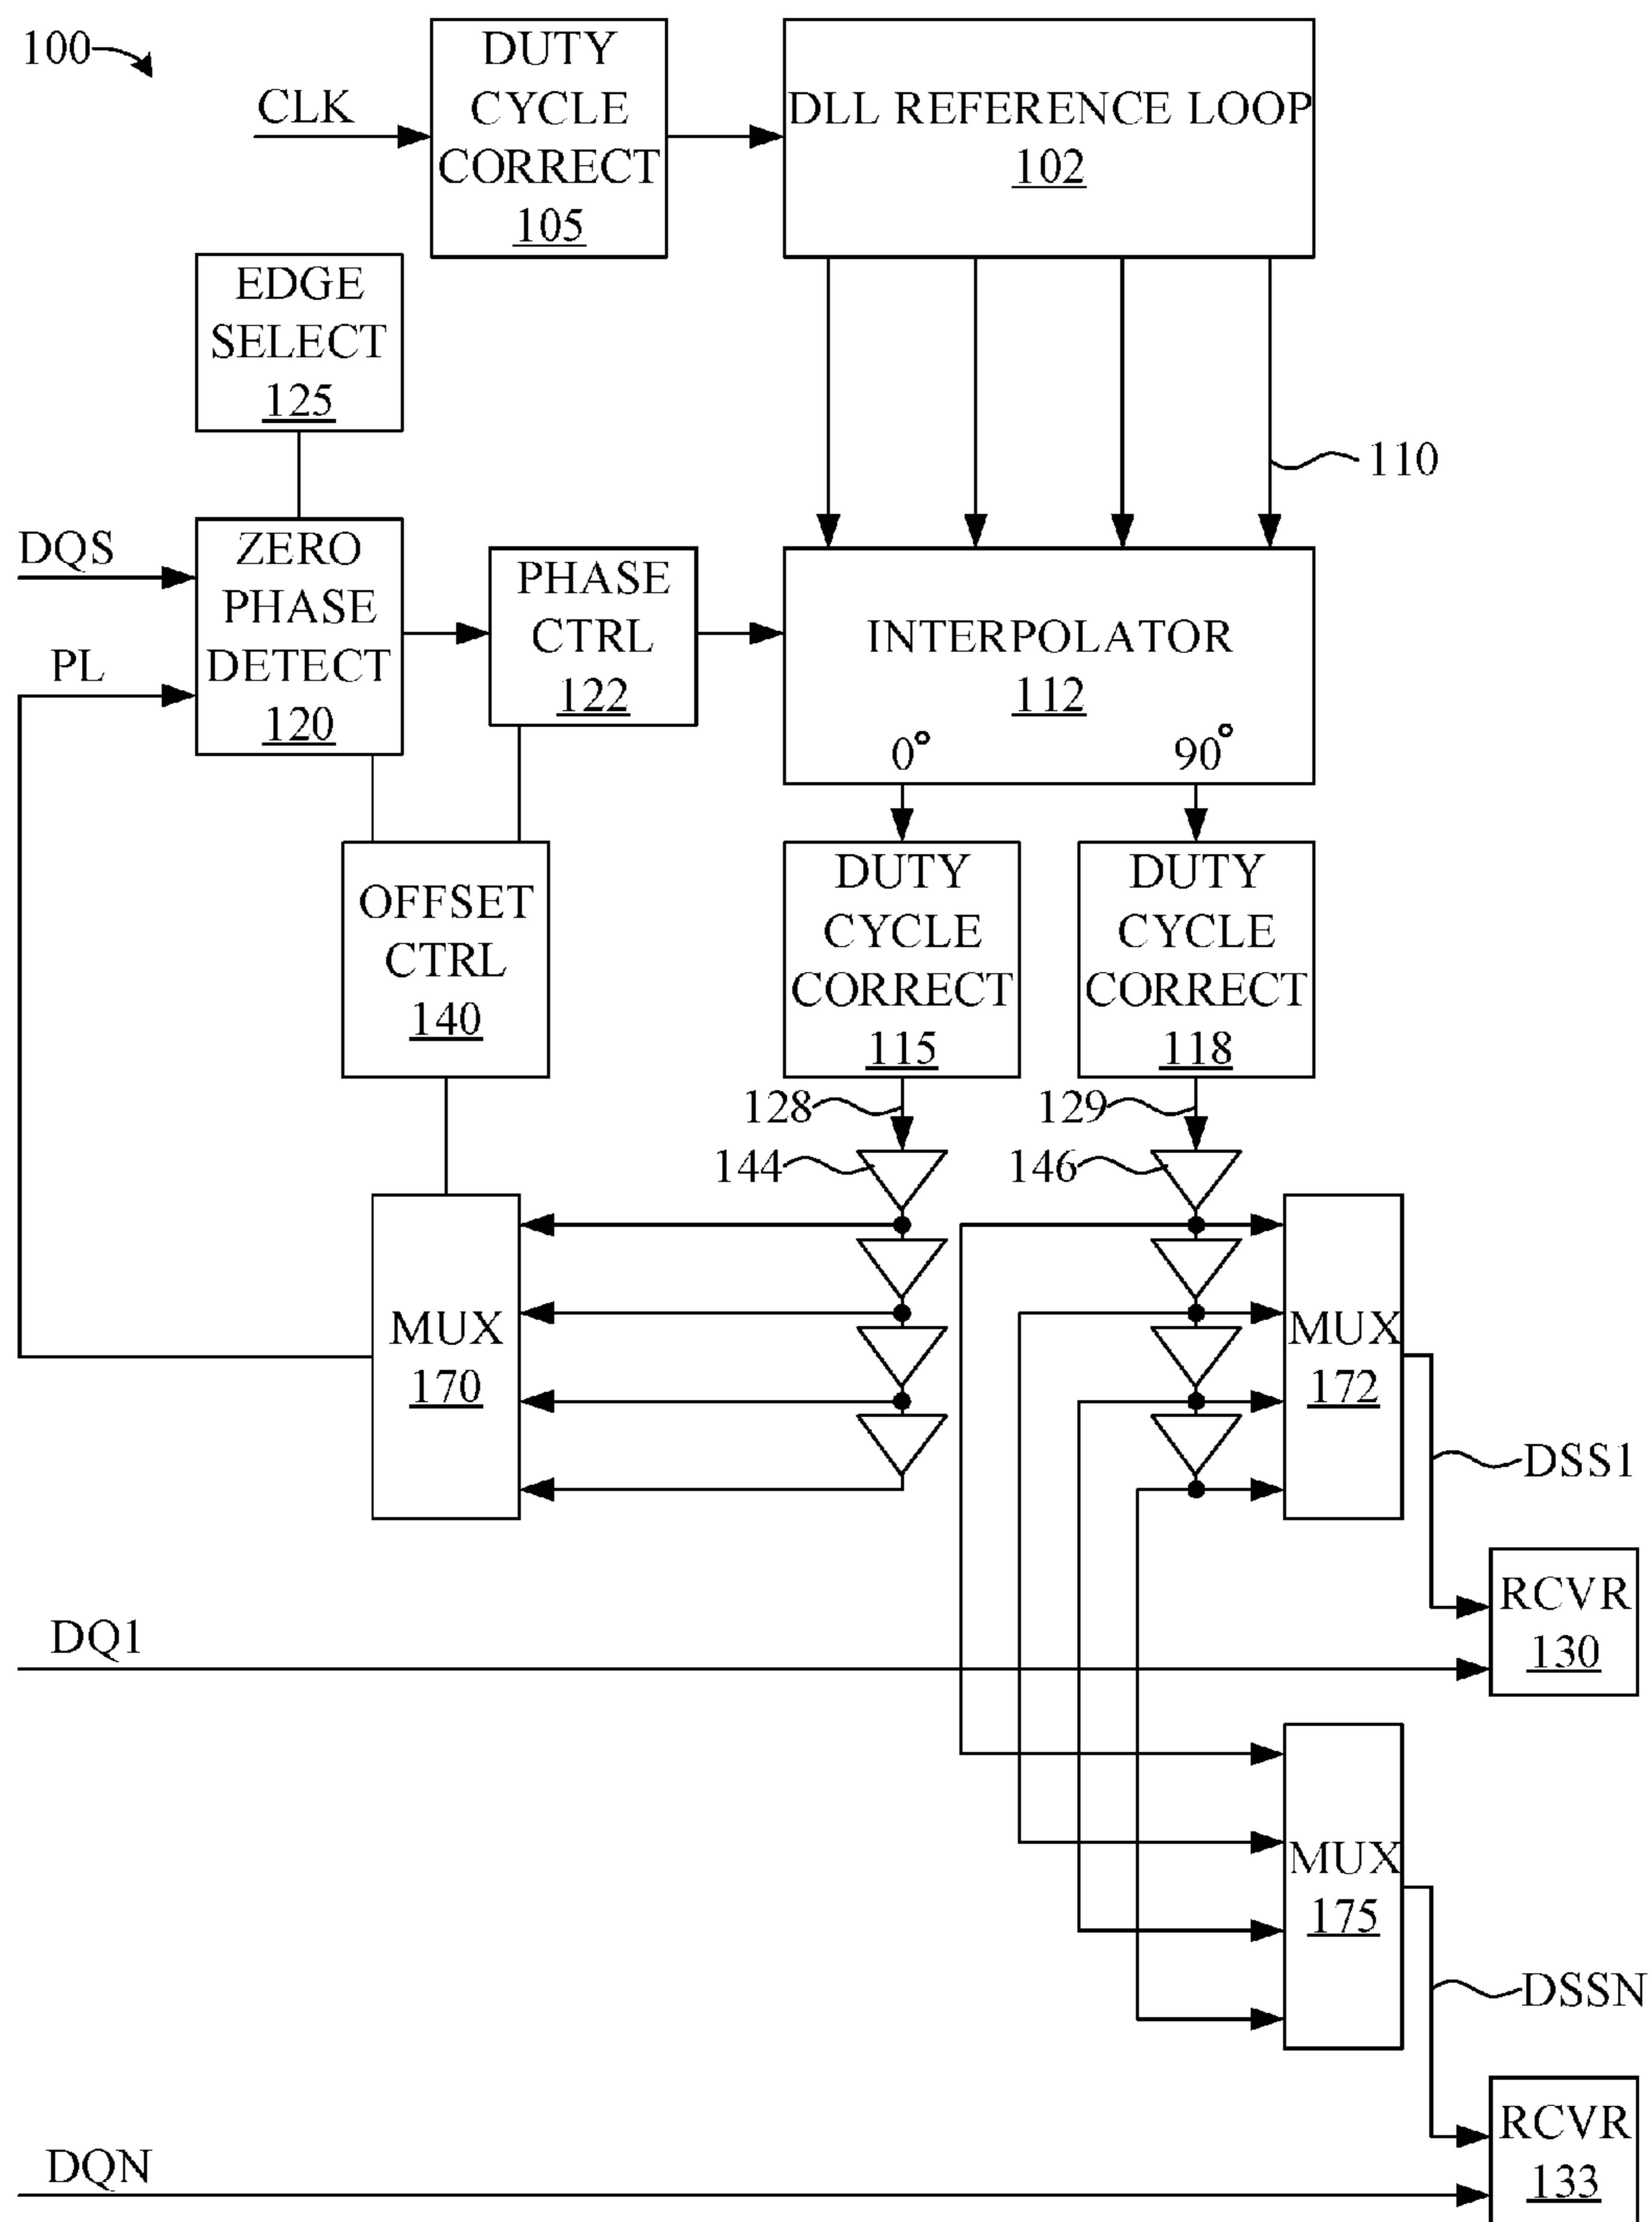 100
CLK
DUTY
CYCLE
CORRECT
105
DLL REFERENCE LOOP
102
EDGE
SELECT
125
110
DQS
PL
ZERO
PHASE
DETECT
120
PHASE
CTRL
122
INTERPOLATOR
112
0°
90°
OFFSET
CTRL
140
DUTY
CYCLE
CORRECT
115
DUTY
CYCLE
CORRECT
118
128
129
144
146
MUX
170
MUX
172
DSS1
RCVR
130
DQ1
MUX
175
DSSN
RCVR
133
DQN